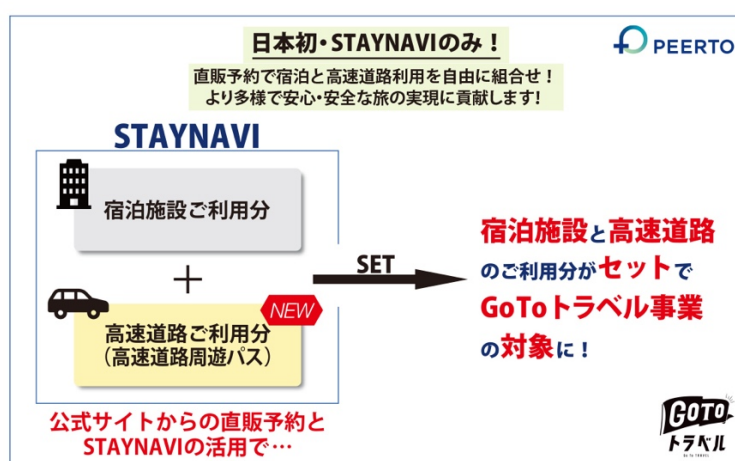 日本初・STAYNAVIのみ！
PEERTO
直販予約で宿泊と高速道路利用を自由に組合せ！
より多様で安心・安全な旅の実現に貢献します!
STAYNAVI
宿泊施設ご利用分
+
NEW
高速道路ご利用分
（高速道路周遊パス）
公式サイトからの直販予約と
STAYNAVIの活用で…
SET
宿泊施設と高速道路
のご利用分がセットで
GoToトラベル事業
の対象に！
GOTO
トラベル
Go To TRAVEL